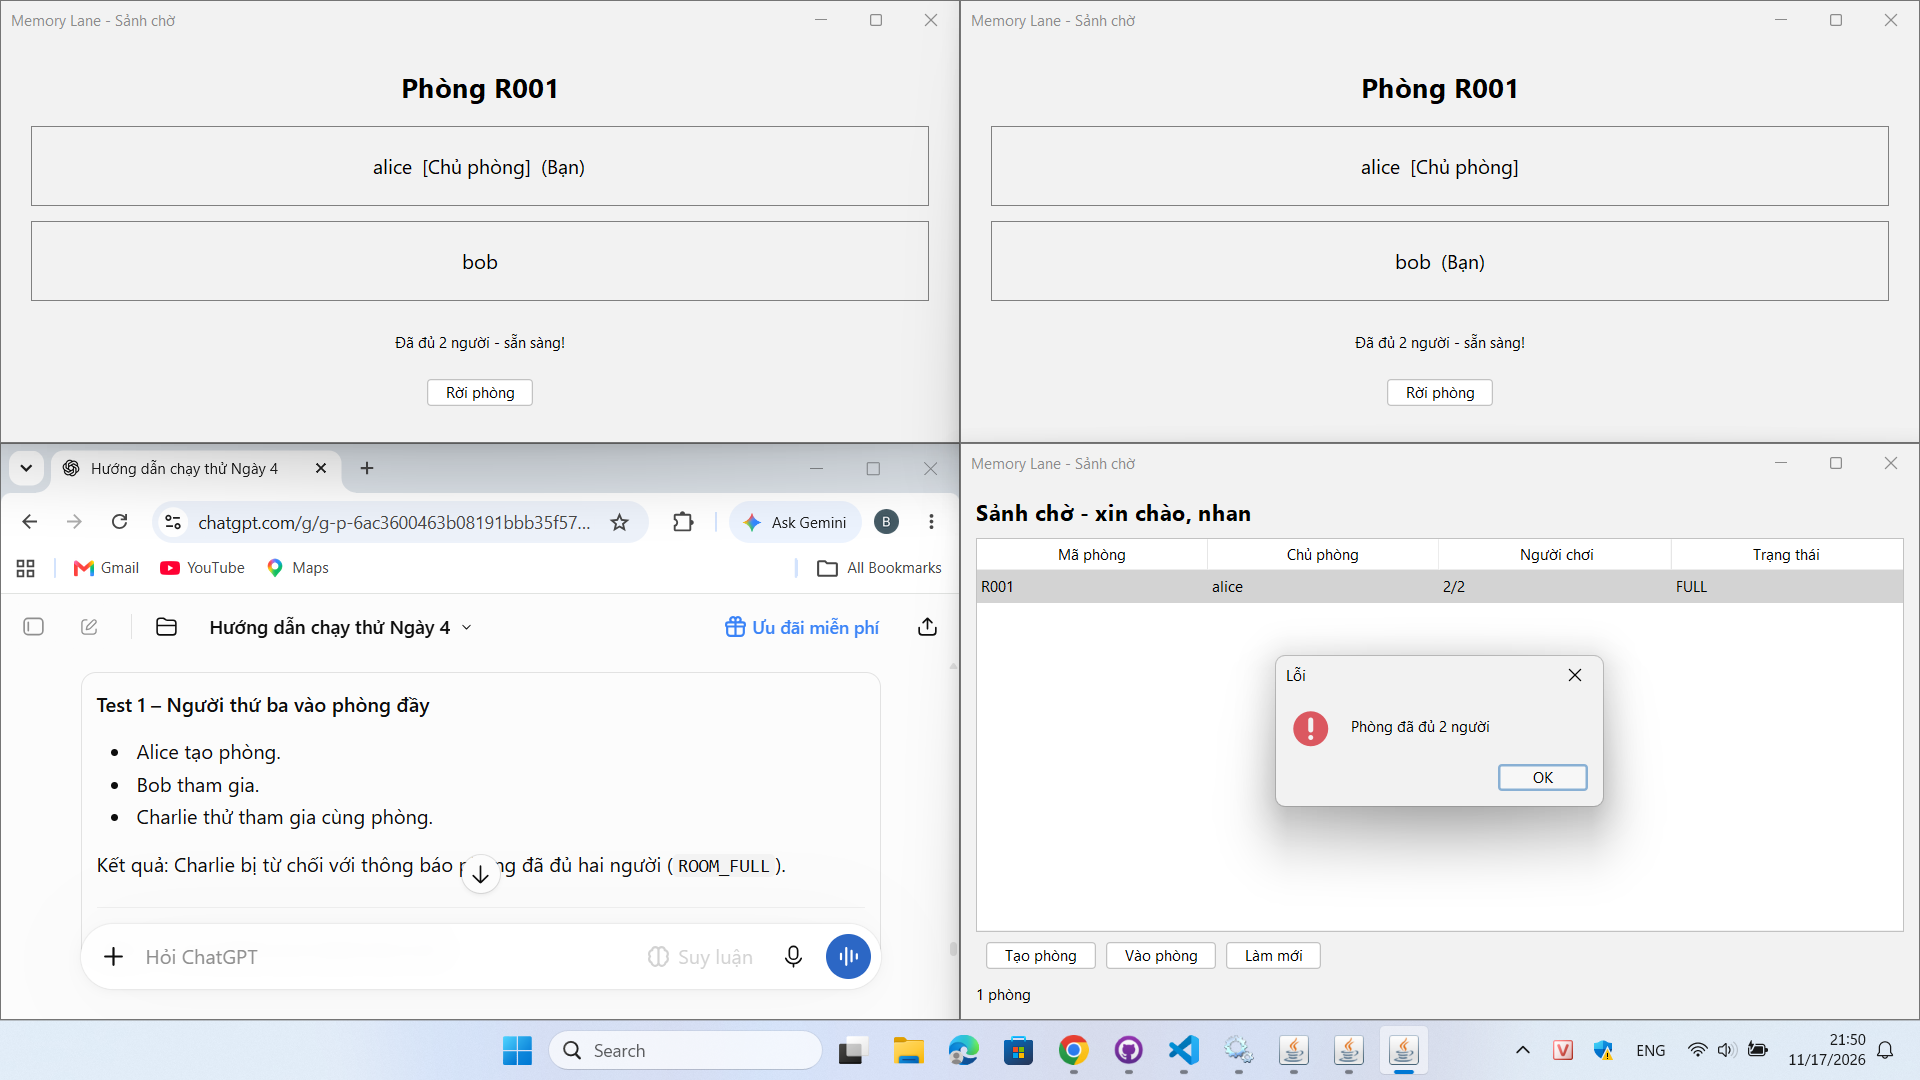 Memory Lane - Sảnh chờ
Phòng R001
alice [Chủ phòng] (Bạn)
bob
Đã đủ 2 người - sẵn sàng!
Rời phòng
Memory Lane - Sảnh chờ
Phòng R001
alice [Chủ phòng]
bob (Bạn)
Đã đủ 2 người - sẵn sàng!
Rời phòng
Hướng dẫn chạy thử Ngày 4
chatgpt.com/g/g-p-6ac3600463b08191bbb35f57...
Ask Gemini
B
Gmail
YouTube
Maps
All Bookmarks
Hướng dẫn chạy thử Ngày 4
Ưu đãi miễn phí
Test 1 – Người thứ ba vào phòng đầy
• Alice tạo phòng.
• Bob tham gia.
• Charlie thử tham gia cùng phòng.
Kết quả: Charlie bị từ chối với thông báo đã đủ hai người (ROOM_FULL).
Hỏi ChatGPT
Suy luận
Memory Lane - Sảnh chờ
Sảnh chờ - xin chào, nhan
Mã phòng Chủ phòng Người chơi Trạng thái
R001 alice 2/2 FULL
Lỗi
Phòng đã đủ 2 người
OK
Tạo phòng Vào phòng Làm mới
1 phòng
Search
V
ENG
21:50
11/17/2026